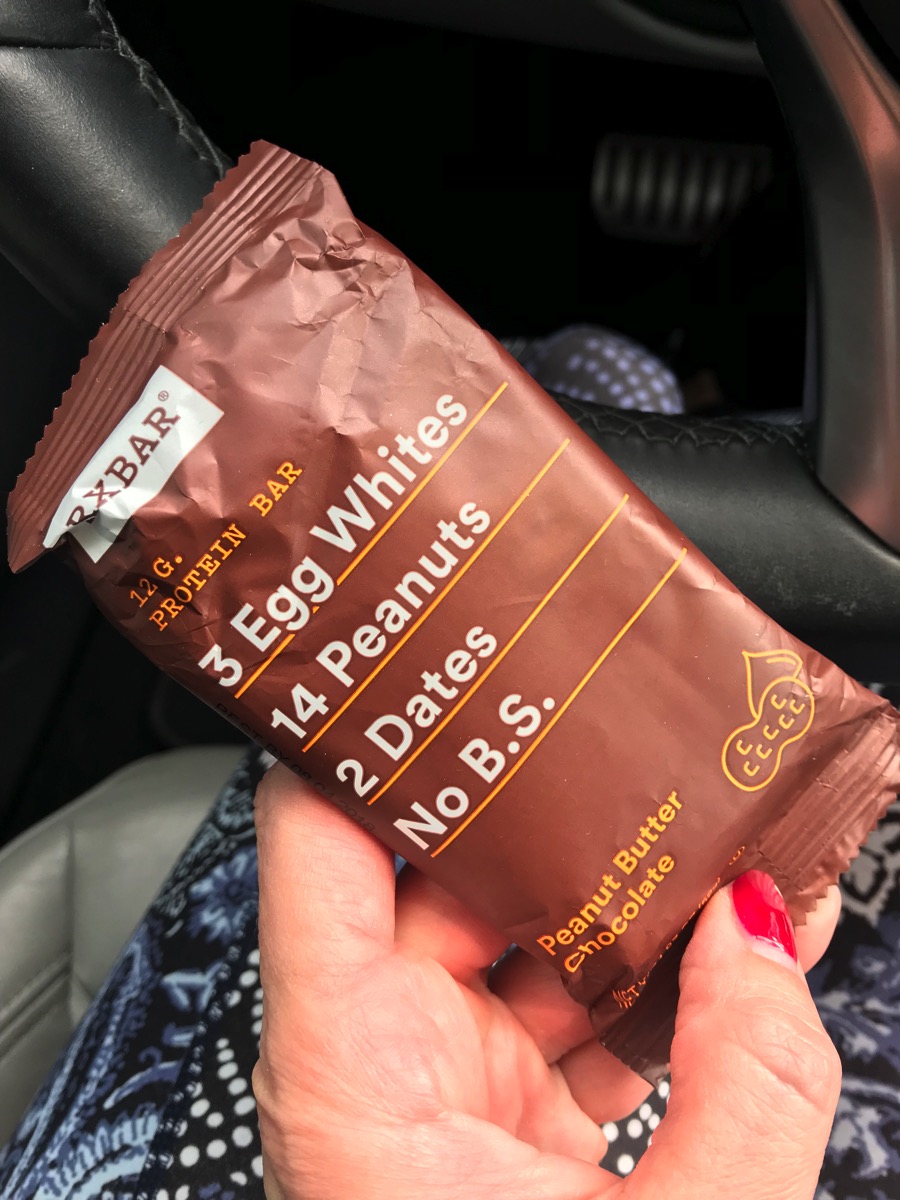 RXBAR®
12 G.
PROTEIN BAR
3 Egg Whites
14 Peanuts
2 Dates
No B.S.
Peanut Butter
Chocolate